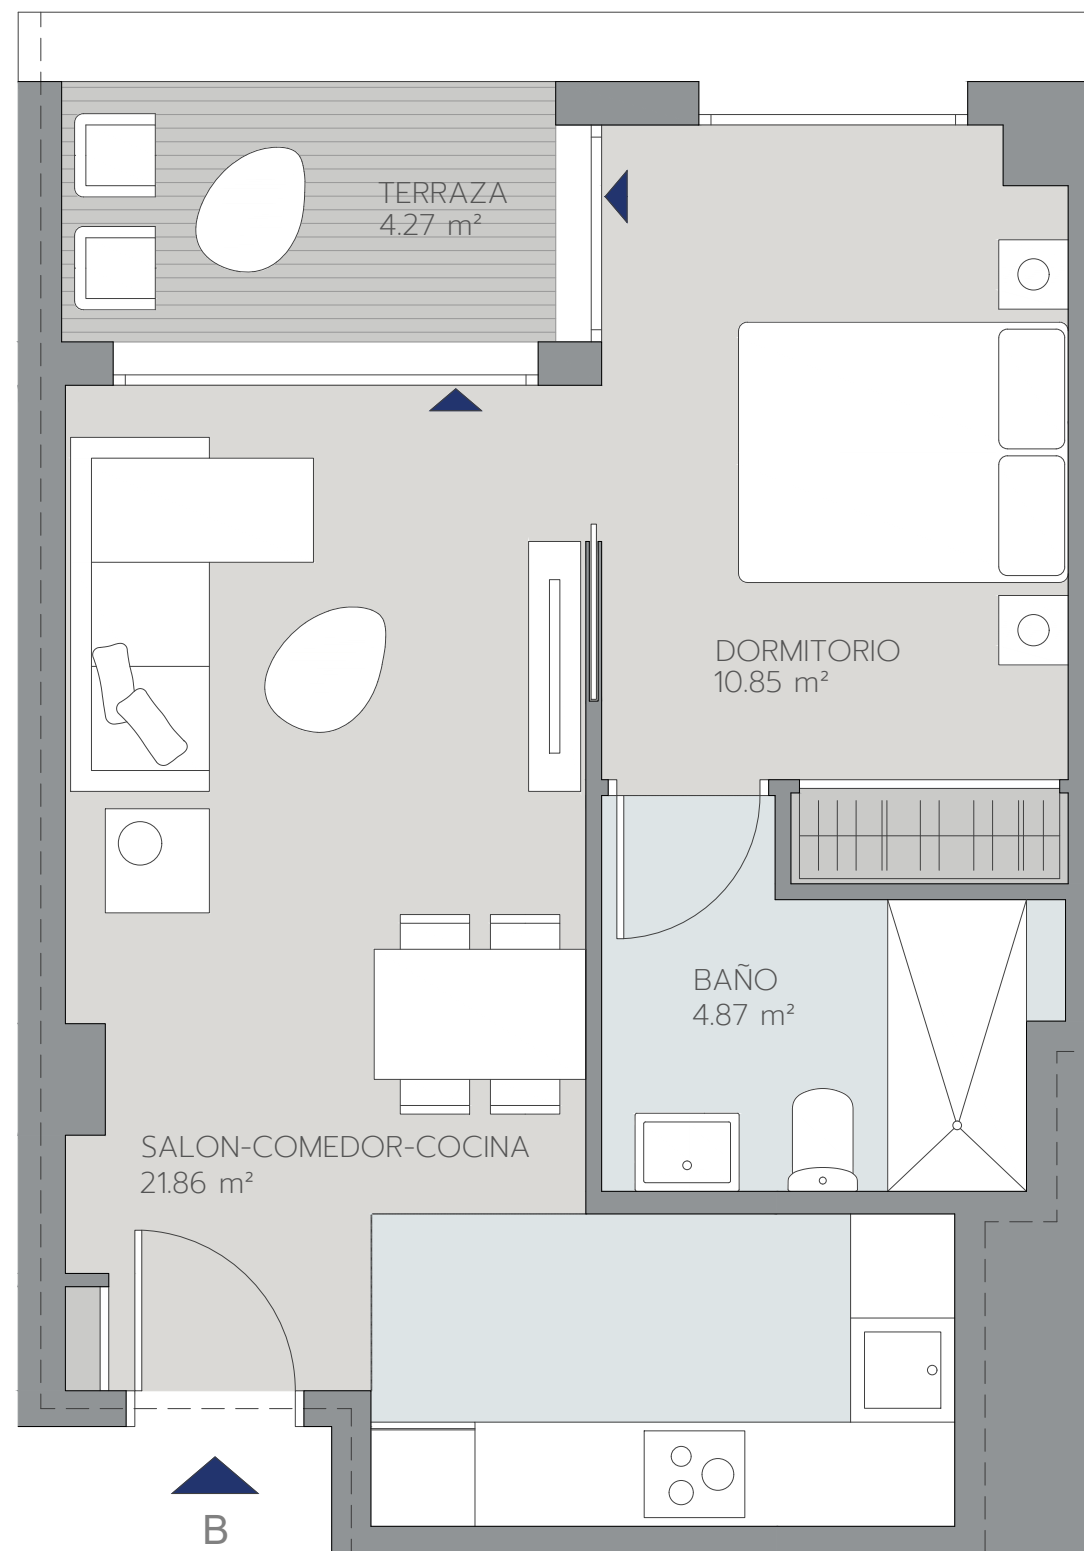 TERRAZA
4.27 m²
DORMITORIO
10.85 m²
BAÑO
4.87 m²
SALON-COMEDOR-COCINA
21.86 m²
B